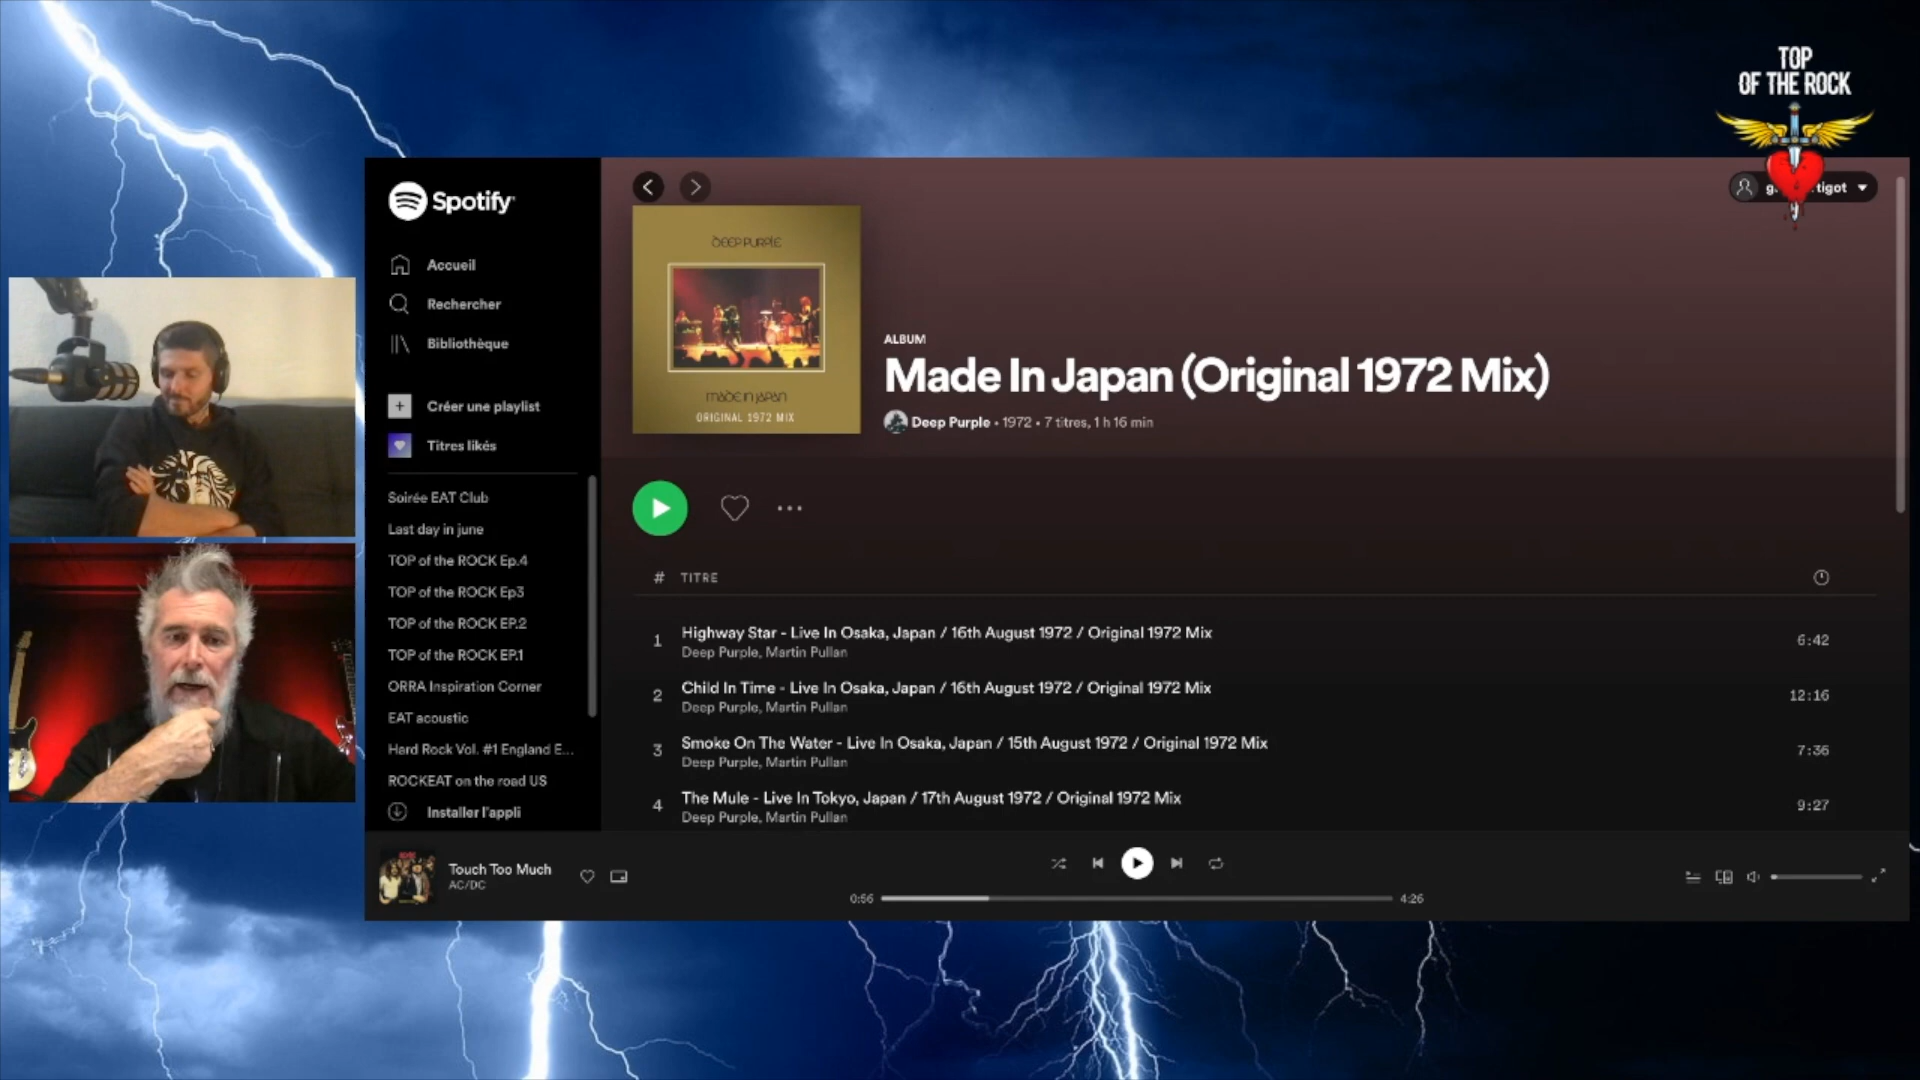 TOP
OF THE ROCK
Spotify
Accueil
Rechercher
Bibliothèque
Créer une playlist
Titres likés
Soirée EAT Club
Last day in june
TOP of the ROCK Ep.4
TOP of the ROCK Ep3
TOP of the ROCK EP.2
TOP of the ROCK EP.1
ORRA Inspiration Corner
EAT acoustic
Hard Rock Vol. #1 England E...
ROCKEAT on the road US
Installer l'appli
DEEP PURPLE
MADE IN JAPAN
ORIGINAL 1972 MIX
ALBUM
Made In Japan (Original 1972 Mix)
Deep Purple • 1972 • 7 titres, 1 h 16 min
# TITRE
1 Highway Star - Live In Osaka, Japan / 16th August 1972 / Original 1972 Mix 6:42
Deep Purple, Martin Pullan
2 Child In Time - Live In Osaka, Japan / 16th August 1972 / Original 1972 Mix 12:16
Deep Purple, Martin Pullan
3 Smoke On The Water - Live In Osaka, Japan / 15th August 1972 / Original 1972 Mix 7:36
Deep Purple, Martin Pullan
4 The Mule - Live In Tokyo, Japan / 17th August 1972 / Original 1972 Mix 9:27
Deep Purple, Martin Pullan
Touch Too Much
AC/DC
0:56 4:26